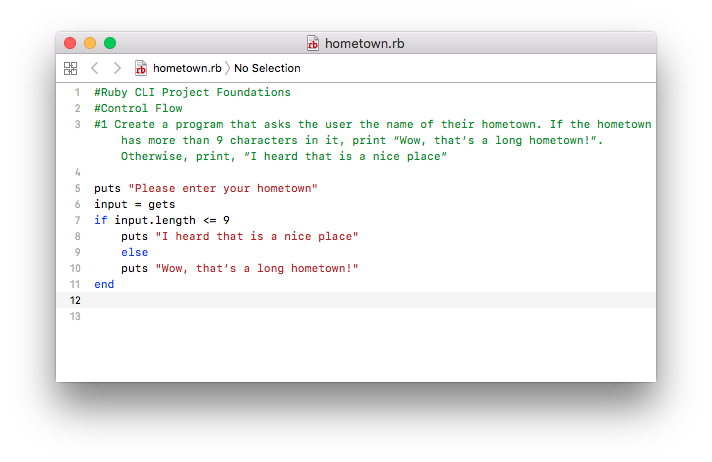 hometown.rb
hometown.rb 〉 No Selection
1 #Ruby CLI Project Foundations
2 #Control Flow
3 #1 Create a program that asks the user the name of their hometown. If the hometown
has more than 9 characters in it, print “Wow, that’s a long hometown!”.
Otherwise, print, “I heard that is a nice place”
4
5 puts "Please enter your hometown"
6 input = gets
7 if input.length <= 9
8 puts "I heard that is a nice place"
9 else
10 puts "Wow, that’s a long hometown!"
11 end
12
13